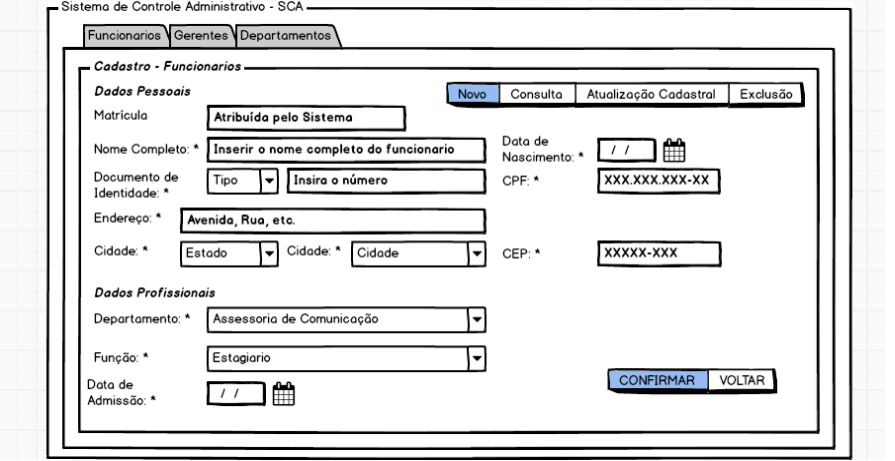 Sistema de Controle Administrativo - SCA
Funcionarios Gerentes Departamentos
Cadastro - Funcionarios
Dados Pessoais
Novo Consulta Atualização Cadastral Exclusão
Matrícula Atribuída pelo Sistema
Nome Completo: * Inserir o nome completo do funcionario
Data de
Nascimento: * / /
Documento de
Identidade: * Tipo Insira o número
CPF: * XXX.XXX.XXX-XX
Endereço: * Avenida, Rua, etc.
Cidade: * Estado Cidade: * Cidade CEP: * XXXXX-XXX
Dados Profissionais
Departamento: * Assessoria de Comunicação
Função: * Estagiario
Data de
Admissão: * / /
CONFIRMAR VOLTAR